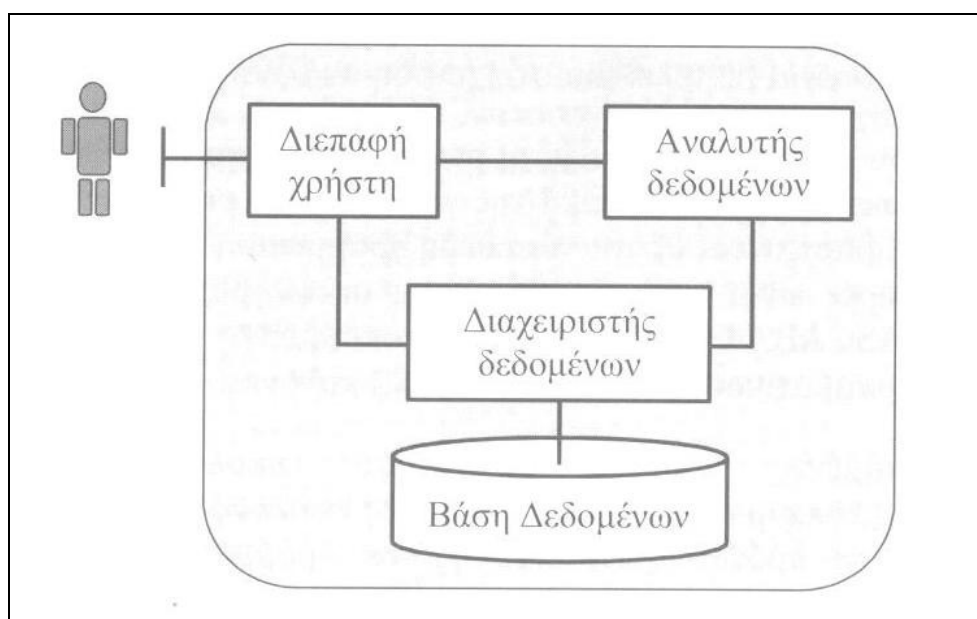 Διεπαφή
χρήστη
Αναλυτής
δεδομένων
Διαχειριστής
δεδομένων
Βάση Δεδομένων